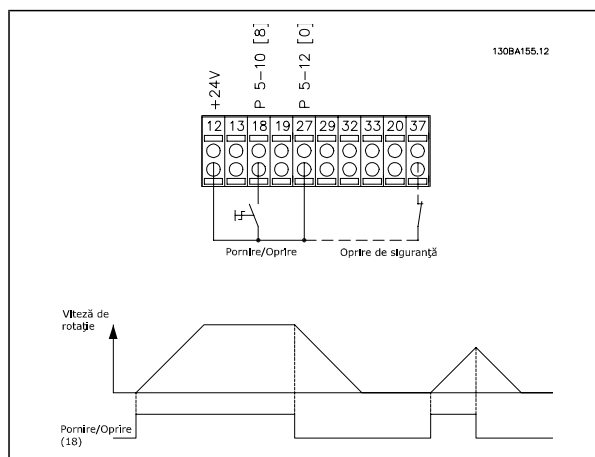 130BA155.12
+24V
P 5-10 [8]
P 5-12 [0]
12 13 18 19 27 29 32 33 20 37
Pornire/Oprire Oprire de siguranță
Viteză de
rotație
Pornire/Oprire
(18)